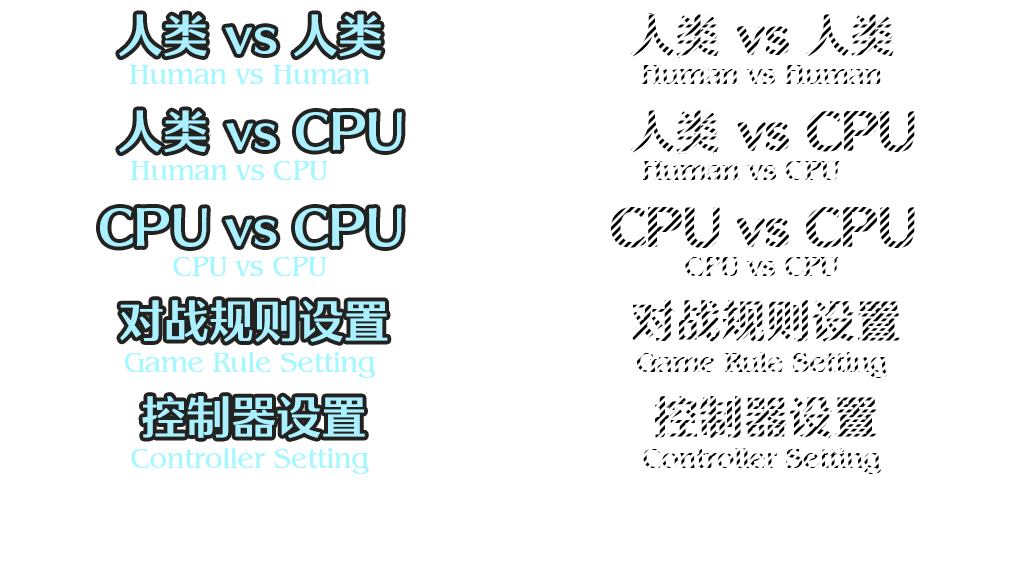 人类 vs 人类
Human vs Human
人类 vs CPU
Human vs CPU
CPU vs CPU
CPU vs CPU
对战规则设置
Game Rule Setting
控制器设置
Controller Setting
人类 vs 人类
Human vs Human
人类 vs CPU
Human vs CPU
CPU vs CPU
CPU vs CPU
对战规则设置
Game Rule Setting
控制器设置
Controller Setting